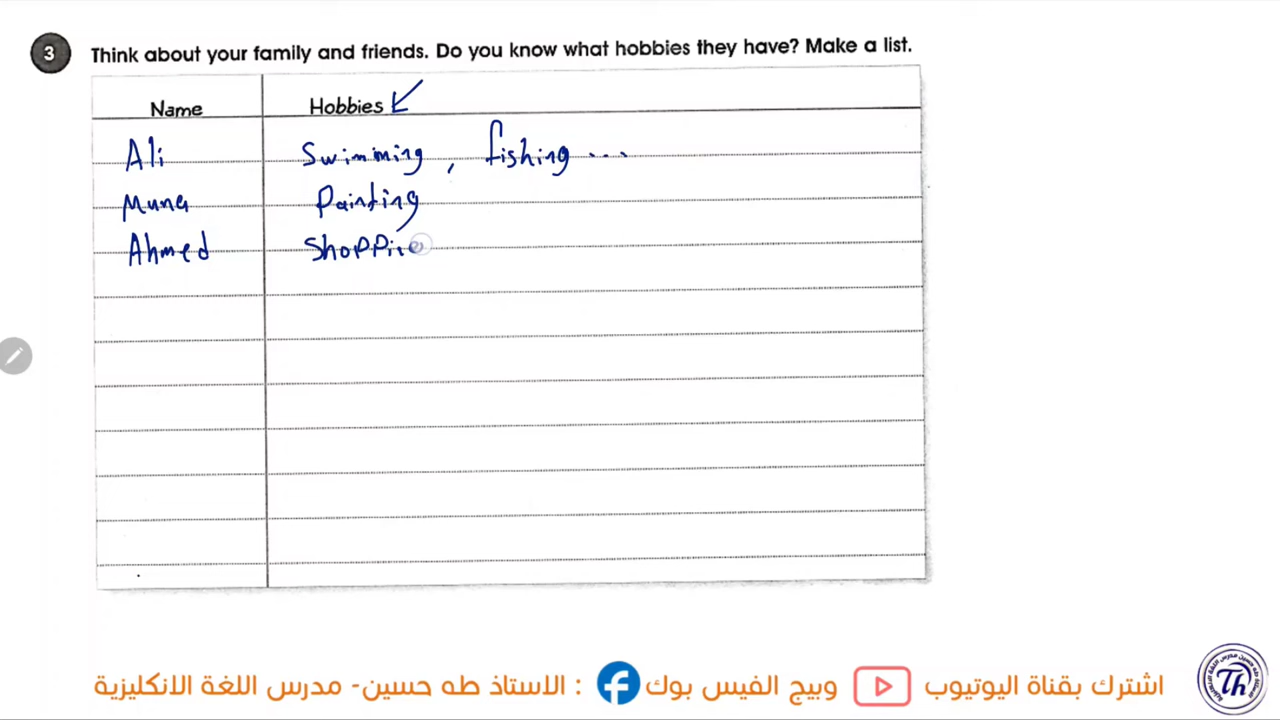 3 Think about your family and friends. Do you know what hobbies they have? Make a list.
Name Hobbies
Ali Swimming, fishing ...
Muna Painting
Ahmed
اشترك بقناة اليوتيوب وبيج الفيس بوك : الاستاذ طه حسين- مدرس اللغة الانكليزية
Th